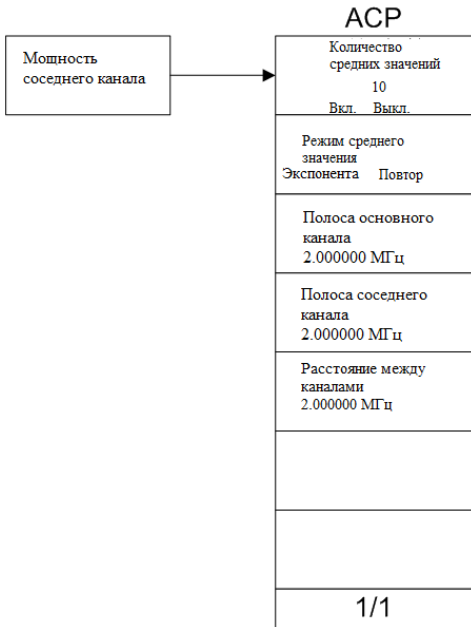 ACP
Мощность
соседнего канала
Количество
средних значений
10
Вкл. Выкл.
Режим среднего
значения
Экспонента Повтор
Полоса основного
канала
2.000000 МГц
Полоса соседнего
канала
2.000000 МГц
Расстояние между
каналами
2.000000 МГц
1/1